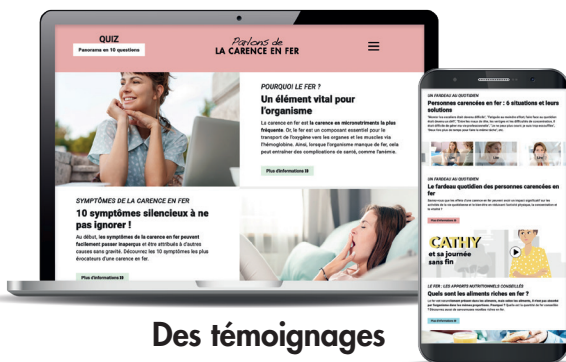 QUIZ
Panorama en 10 questions
Parlons de
LA CARENCE EN FER
POURQUOI LE FER ?
Un élément vital pour
l'organisme
La carence en fer est la carence en micronutriments la plus
fréquente. Or, le fer est un composant essentiel pour le
transport de l'oxygène vers les organes et les muscles via
l'hémoglobine. Ainsi, lorsque l'organisme manque de fer, cela
peut entraîner des complications de santé, comme l'anémie.
Plus d'informations
SYMPTÔMES DE LA CARENCE EN FER
10 symptômes silencieux à ne
pas ignorer !
Au début, les symptômes de la carence en fer peuvent
facilement passer inaperçus et être attribués à d'autres
causes sans gravité. Découvrez les 10 symptômes les plus
évocateurs d'une carence en fer.
Plus d'informations
UN FARDEAU AU QUOTIDIEN
Personnes carencées en fer : 6 situations et leurs
solutions
UN FARDEAU AU QUOTIDIEN
Le fardeau quotidien des personnes carencées en
fer
Plus d'informations
CATHY
et sa journée
sans fin
LE FER : LES APPORTS NUTRITIONNELS CONSEILLÉS
Quels sont les aliments riches en fer ?
Plus d'informations
Des témoignages